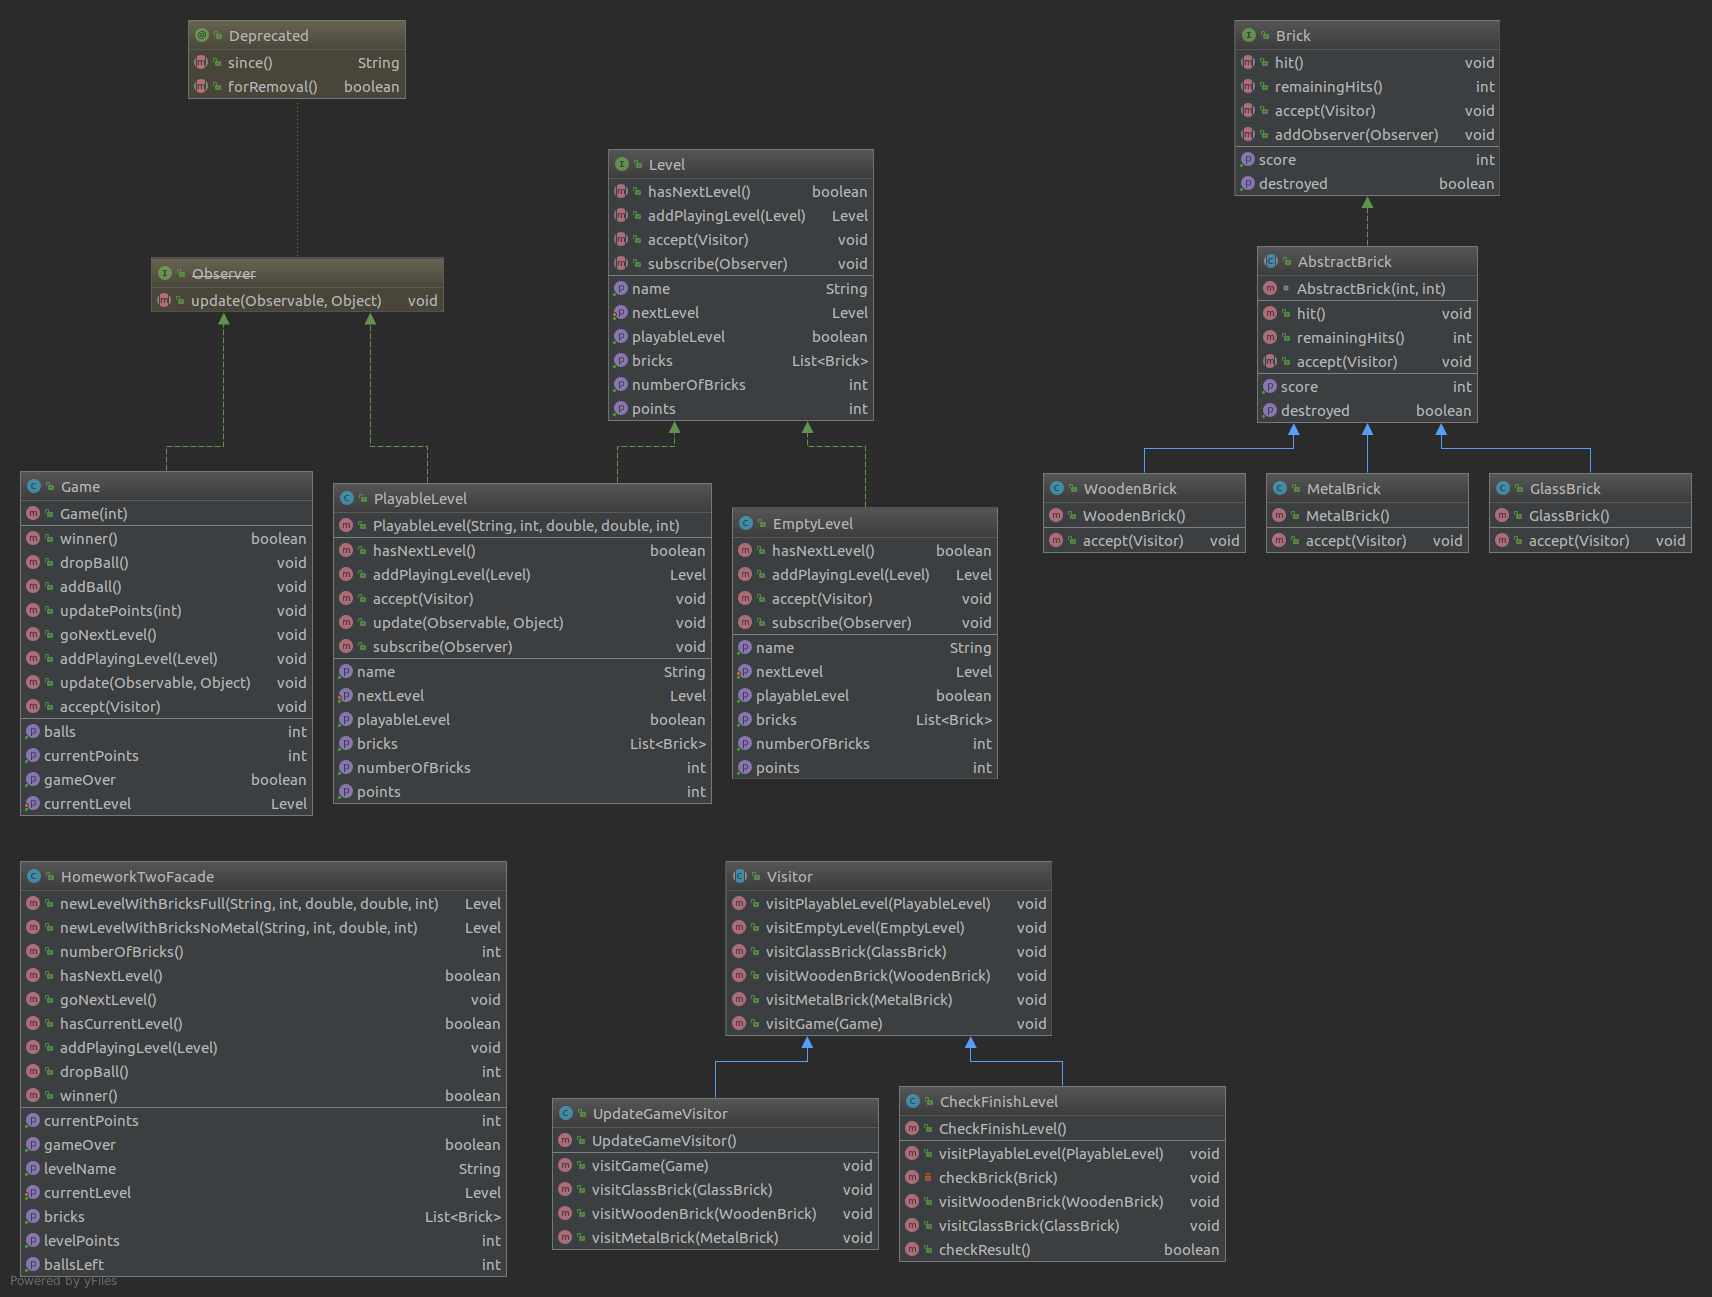 Deprecated
since() String
forRemoval() boolean
Observer
update(Observable, Object) void
Level
hasNextLevel() boolean
addPlayingLevel(Level) Level
accept(Visitor) void
subscribe(Observer) void
name String
nextLevel Level
playableLevel boolean
bricks List<Brick>
numberOfBricks int
points int
Brick
hit() void
remainingHits() int
accept(Visitor) void
addObserver(Observer) void
score int
destroyed boolean
AbstractBrick
AbstractBrick(int, int)
hit() void
remainingHits() int
accept(Visitor) void
score int
destroyed boolean
Game
Game(int)
winner() boolean
dropBall() void
addBall() void
updatePoints(int) void
goNextLevel() void
addPlayingLevel(Level) void
update(Observable, Object) void
accept(Visitor) void
balls int
currentPoints int
gameOver boolean
currentLevel Level
PlayableLevel
PlayableLevel(String, int, double, double, int)
hasNextLevel() boolean
addPlayingLevel(Level) Level
accept(Visitor) void
update(Observable, Object) void
subscribe(Observer) void
name String
nextLevel Level
playableLevel boolean
bricks List<Brick>
numberOfBricks int
points int
EmptyLevel
hasNextLevel() boolean
addPlayingLevel(Level) Level
accept(Visitor) void
subscribe(Observer) void
name String
nextLevel Level
playableLevel boolean
bricks List<Brick>
numberOfBricks int
points int
WoodenBrick
WoodenBrick()
accept(Visitor) void
MetalBrick
MetalBrick()
accept(Visitor) void
GlassBrick
GlassBrick()
accept(Visitor) void
HomeworkTwoFacade
newLevelWithBricksFull(String, int, double, double, int) Level
newLevelWithBricksNoMetal(String, int, double, int) Level
numberOfBricks() int
hasNextLevel() boolean
goNextLevel() void
hasCurrentLevel() boolean
addPlayingLevel(Level) void
dropBall() int
winner() boolean
currentPoints int
gameOver boolean
levelName String
currentLevel Level
bricks List<Brick>
levelPoints int
ballsLeft int
Visitor
visitPlayableLevel(PlayableLevel) void
visitEmptyLevel(EmptyLevel) void
visitGlassBrick(GlassBrick) void
visitWoodenBrick(WoodenBrick) void
visitMetalBrick(MetalBrick) void
visitGame(Game) void
UpdateGameVisitor
UpdateGameVisitor()
visitGame(Game) void
visitGlassBrick(GlassBrick) void
visitWoodenBrick(WoodenBrick) void
visitMetalBrick(MetalBrick) void
CheckFinishLevel
CheckFinishLevel()
visitPlayableLevel(PlayableLevel) void
checkBrick(Brick) void
visitWoodenBrick(WoodenBrick) void
visitGlassBrick(GlassBrick) void
checkResult() boolean
Powered by yFiles